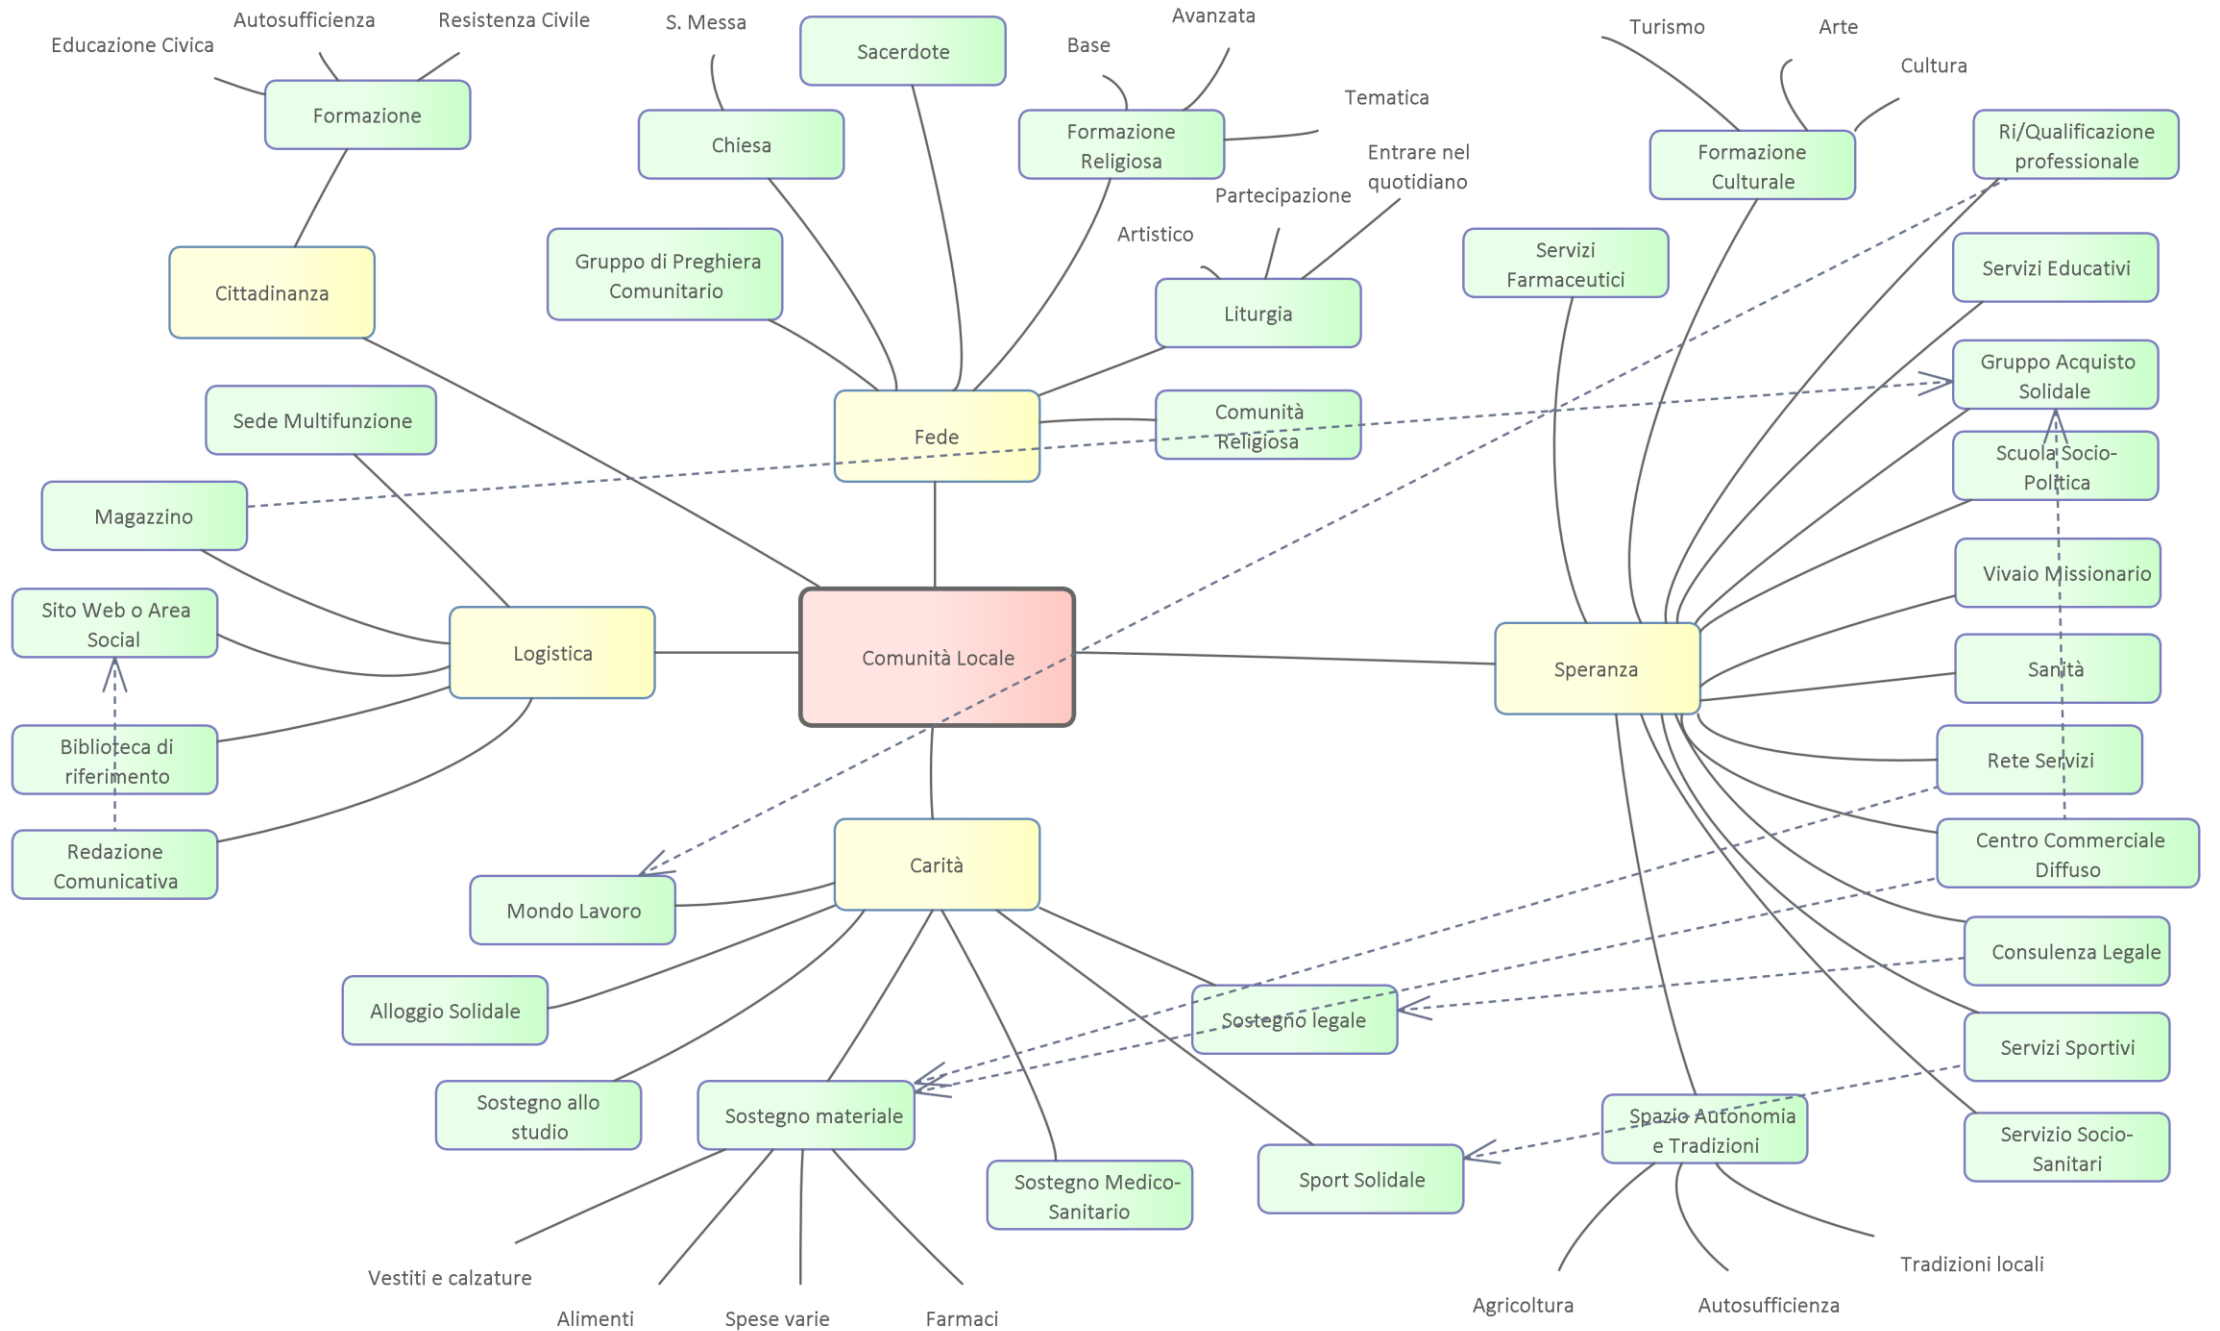 Autosufficienza
Resistenza Civile
Educazione Civica
Formazione
S. Messa
Sacerdote
Avanzata
Base
Chiesa
Formazione
Religiosa
Tematica
Entrare nel
quotidiano
Partecipazione
Artistico
Turismo
Arte
Cultura
Formazione
Culturale
Ri/Qualificazione
professionale
Cittadinanza
Gruppo di Preghiera
Comunitario
Liturgia
Servizi
Farmaceutici
Servizi Educativi
Sede Multifunzione
Fede
Comunità
Religiosa
Gruppo Acquisto
Solidale
Magazzino
Scuola Socio-
Politica
Sito Web o Area
Social
Vivaio Missionario
Logistica
Comunità Locale
Speranza
Sanità
Biblioteca di
riferimento
Rete Servizi
Redazione
Comunicativa
Carità
Centro Commerciale
Diffuso
Mondo Lavoro
Consulenza Legale
Alloggio Solidale
Sostegno legale
Servizi Sportivi
Sostegno allo
studio
Sostegno materiale
Spazio Autonomia
e Tradizioni
Servizio Socio-
Sanitari
Sostegno Medico-
Sanitario
Sport Solidale
Vestiti e calzature
Alimenti
Spese varie
Farmaci
Agricoltura
Autosufficienza
Tradizioni locali